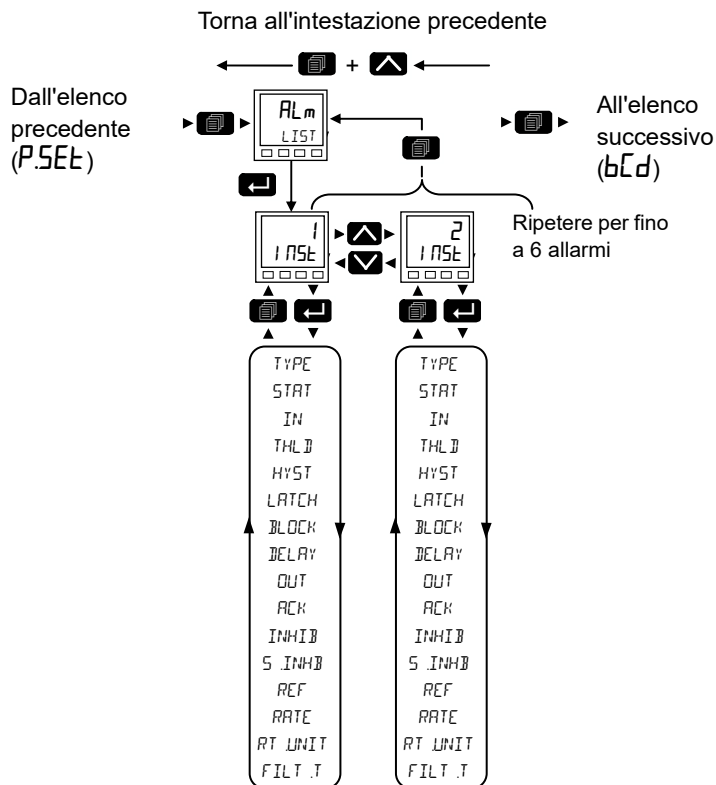 Torna all'intestazione precedente
+
Dall'elenco
precedente
(P.SEt)
ALm
LIST
All'elenco
successivo
(bCd)
1
INSt
2
INSt
Ripetere per fino
a 6 allarmi
TYPE
STAT
IN
THLD
HYST
LATCH
BLOCK
DELAY
OUT
ACK
INHIB
S.INHB
REF
RATE
RT.UNIT
FILT.T
TYPE
STAT
IN
THLD
HYST
LATCH
BLOCK
DELAY
OUT
ACK
INHIB
S.INHB
REF
RATE
RT.UNIT
FILT.T